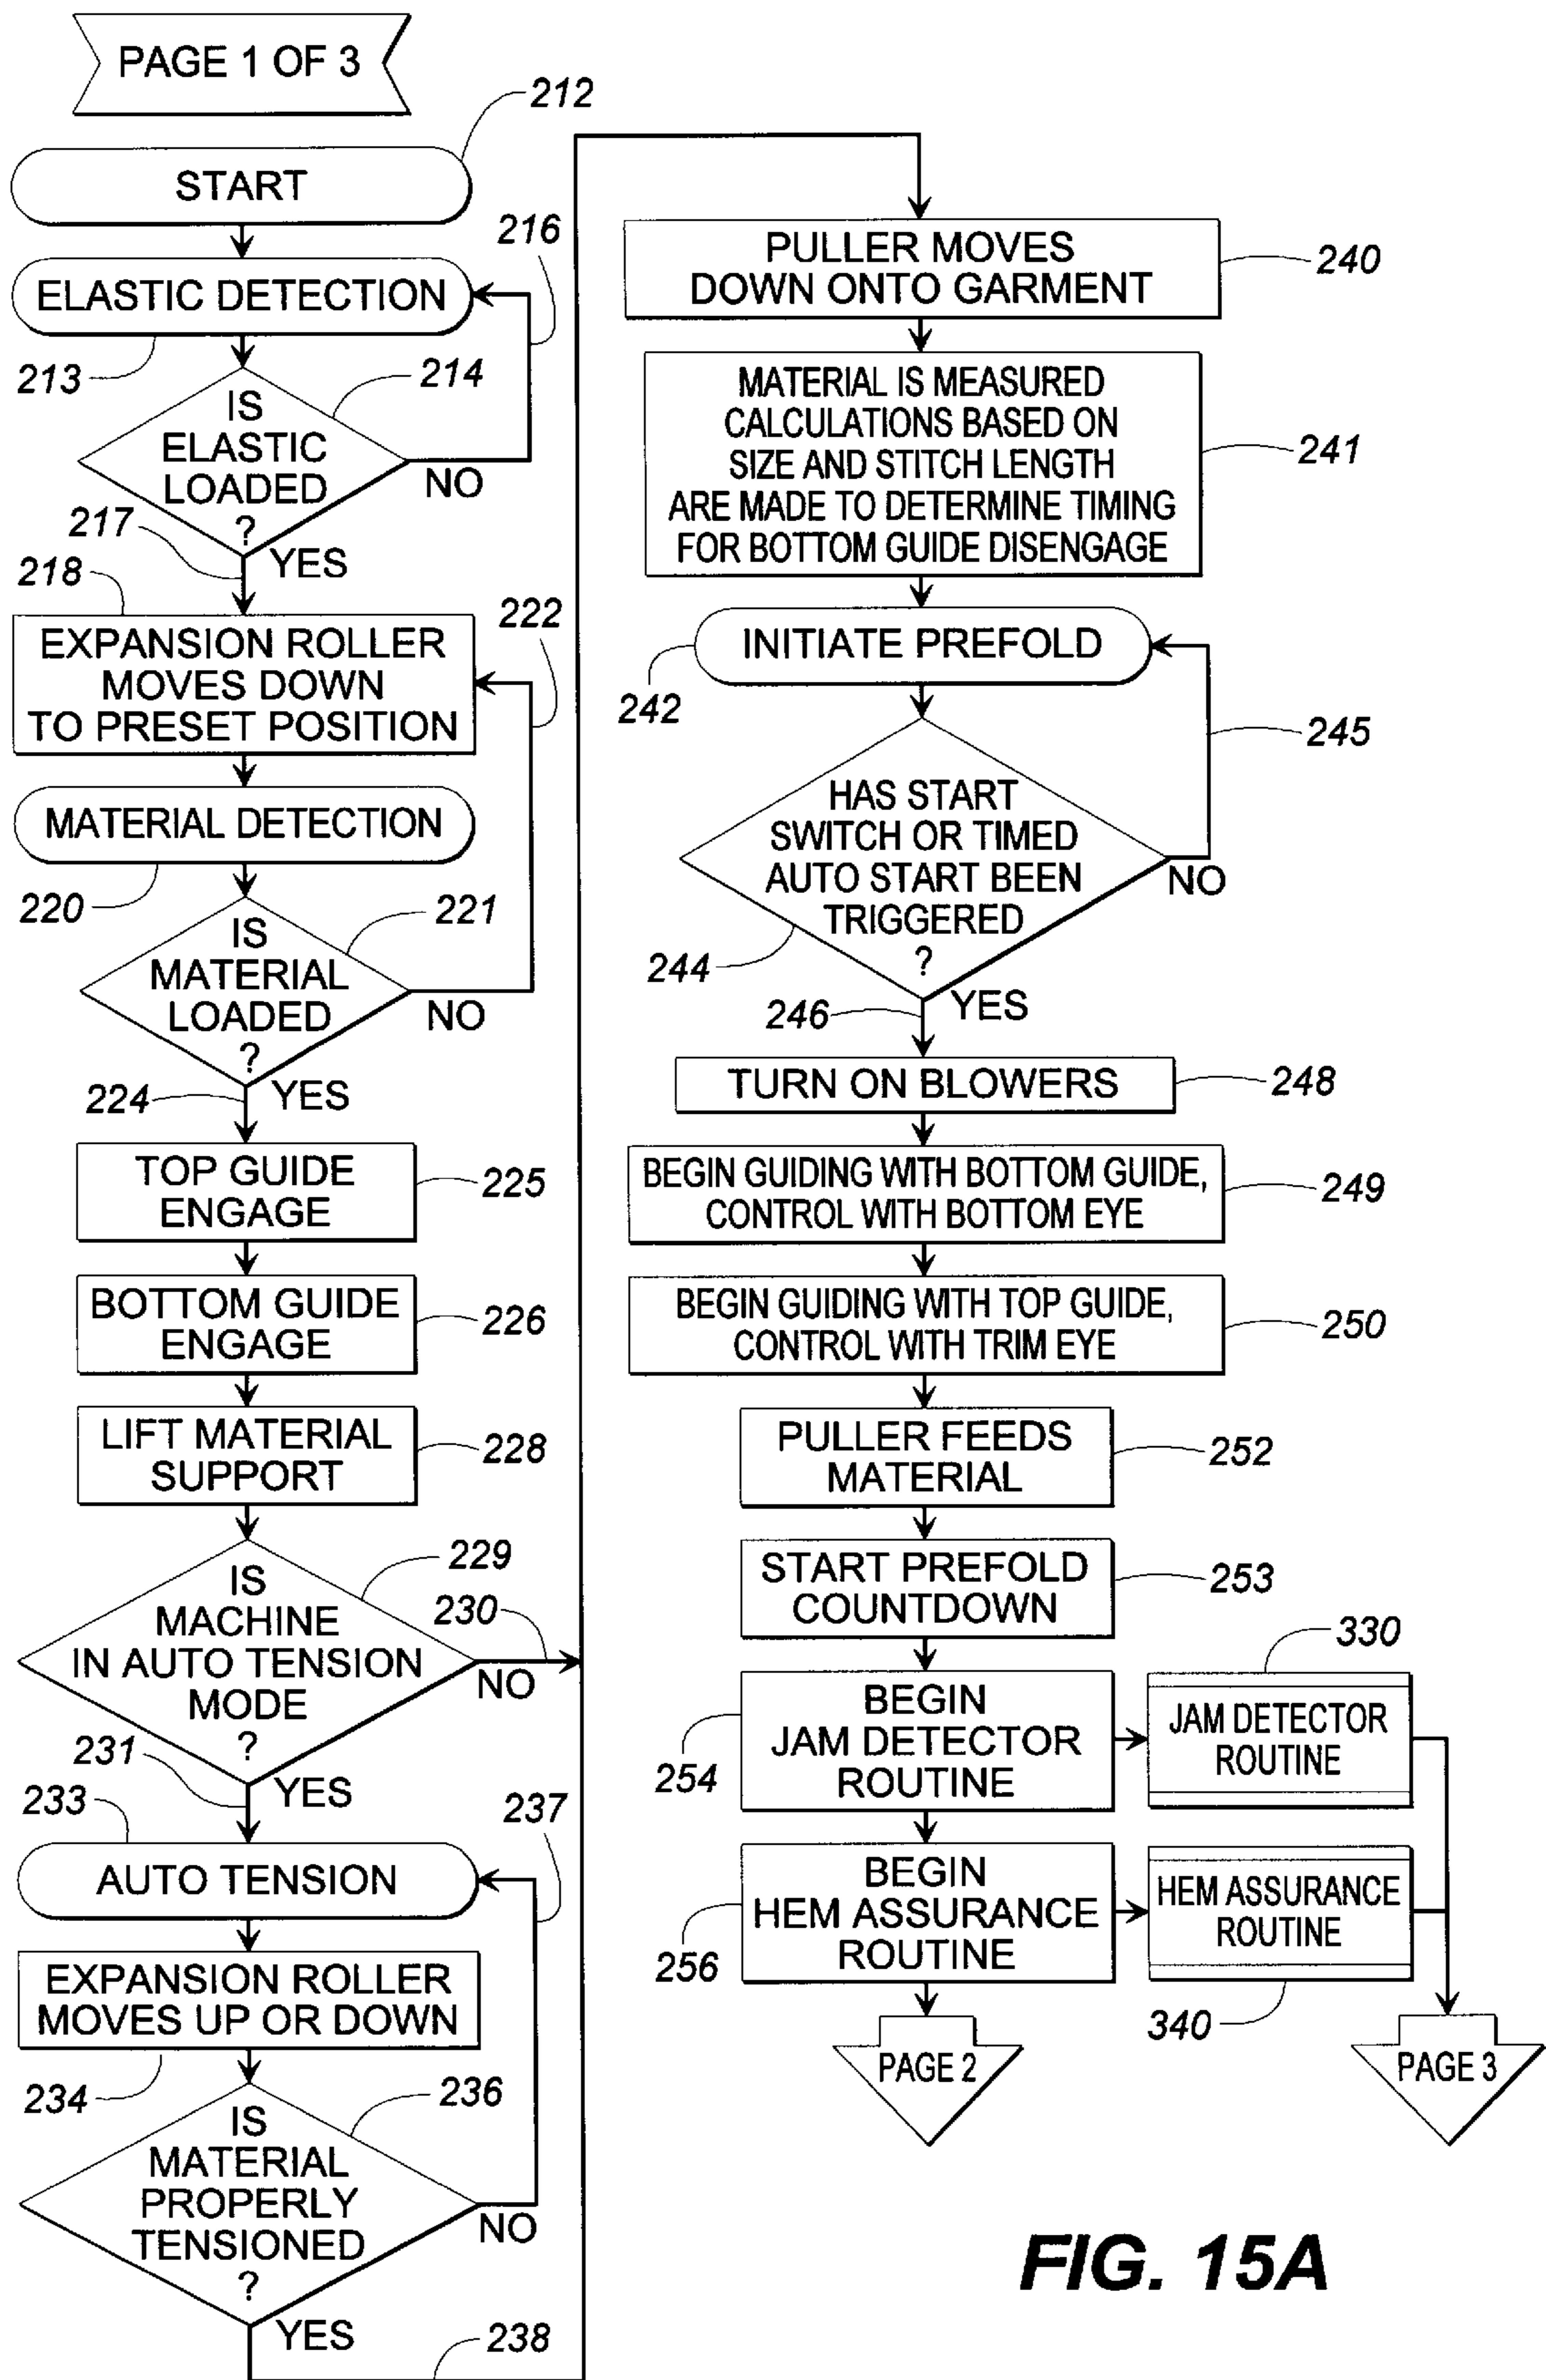 PAGE 1 OF 3
212
START
216
ELASTIC DETECTION
213
214
IS
ELASTIC
LOADED
?
NO
217
YES
218
EXPANSION ROLLER
MOVES DOWN
TO PRESET POSITION
222
MATERIAL DETECTION
220
221
IS
MATERIAL
LOADED
?
NO
224
YES
TOP GUIDE
ENGAGE
225
BOTTOM GUIDE
ENGAGE
226
LIFT MATERIAL
SUPPORT
228
229
IS
MACHINE
IN AUTO TENSION
MODE
?
230
NO
231
YES
233
237
AUTO TENSION
EXPANSION ROLLER
MOVES UP OR DOWN
234
236
IS
MATERIAL
PROPERLY
TENSIONED
?
NO
YES
238
PULLER MOVES
DOWN ONTO GARMENT
240
MATERIAL IS MEASURED
CALCULATIONS BASED ON
SIZE AND STITCH LENGTH
ARE MADE TO DETERMINE TIMING
FOR BOTTOM GUIDE DISENGAGE
241
INITIATE PREFOLD
242
245
HAS START
SWITCH OR TIMED
AUTO START BEEN
TRIGGERED
?
NO
244
246
YES
TURN ON BLOWERS
248
BEGIN GUIDING WITH BOTTOM GUIDE,
CONTROL WITH BOTTOM EYE
249
BEGIN GUIDING WITH TOP GUIDE,
CONTROL WITH TRIM EYE
250
PULLER FEEDS
MATERIAL
252
START PREFOLD
COUNTDOWN
253
BEGIN
JAM DETECTOR
ROUTINE
254
330
JAM DETECTOR
ROUTINE
BEGIN
HEM ASSURANCE
ROUTINE
256
HEM ASSURANCE
ROUTINE
340
PAGE 2
PAGE 3
FIG. 15A